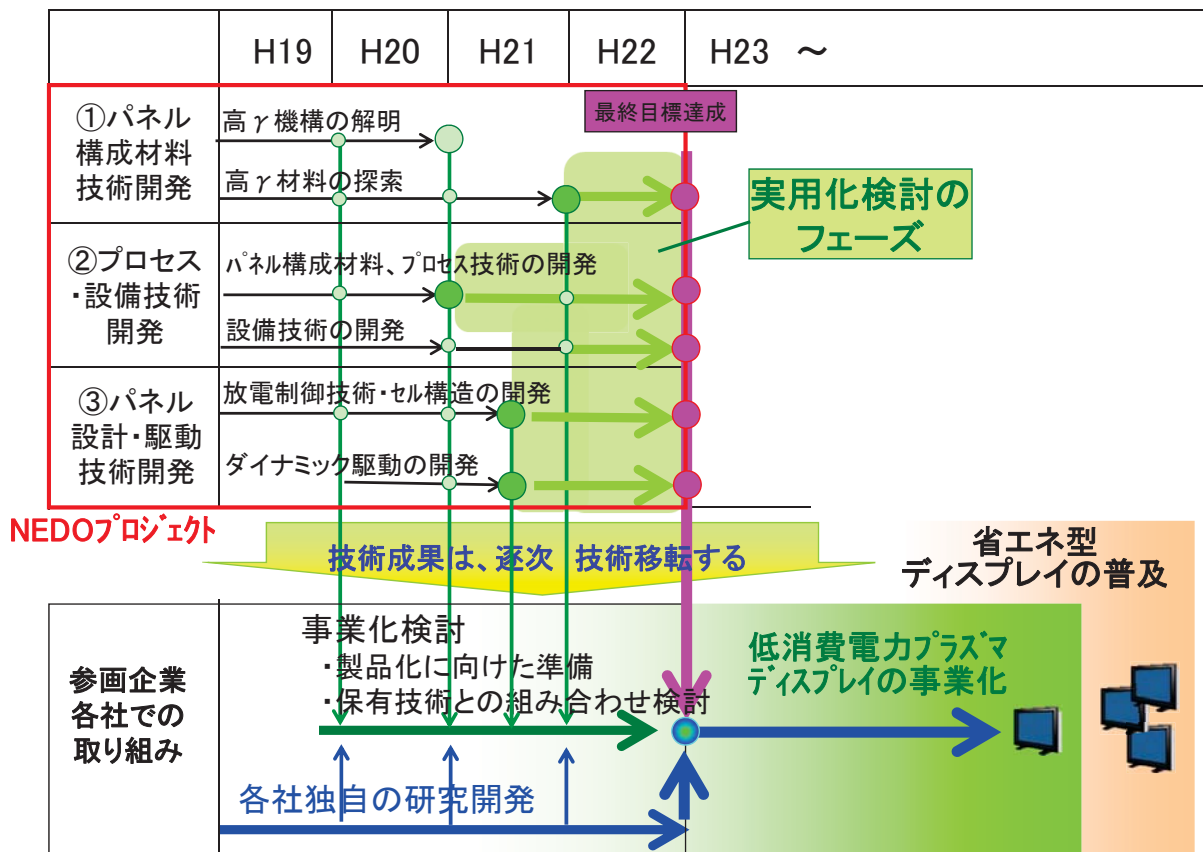 H19
H20
H21
H22
H23 ~
①パネル
構成材料
技術開発
高γ機構の解明
最終目標達成
高γ材料の探索
実用化検討の
フェーズ
②プロセス
・設備技術
開発
パネル構成材料、プロセス技術の開発
設備技術の開発
③パネル
設計・駆動
技術開発
放電制御技術・セル構造の開発
ダイナミック駆動の開発
NEDOプロジェクト
技術成果は、逐次 技術移転する
省エネ型
ディスプレイの普及
参画企業
各社での
取り組み
事業化検討
・製品化に向けた準備
・保有技術との組み合わせ検討
低消費電力プラズマ
ディスプレイの事業化
各社独自の研究開発